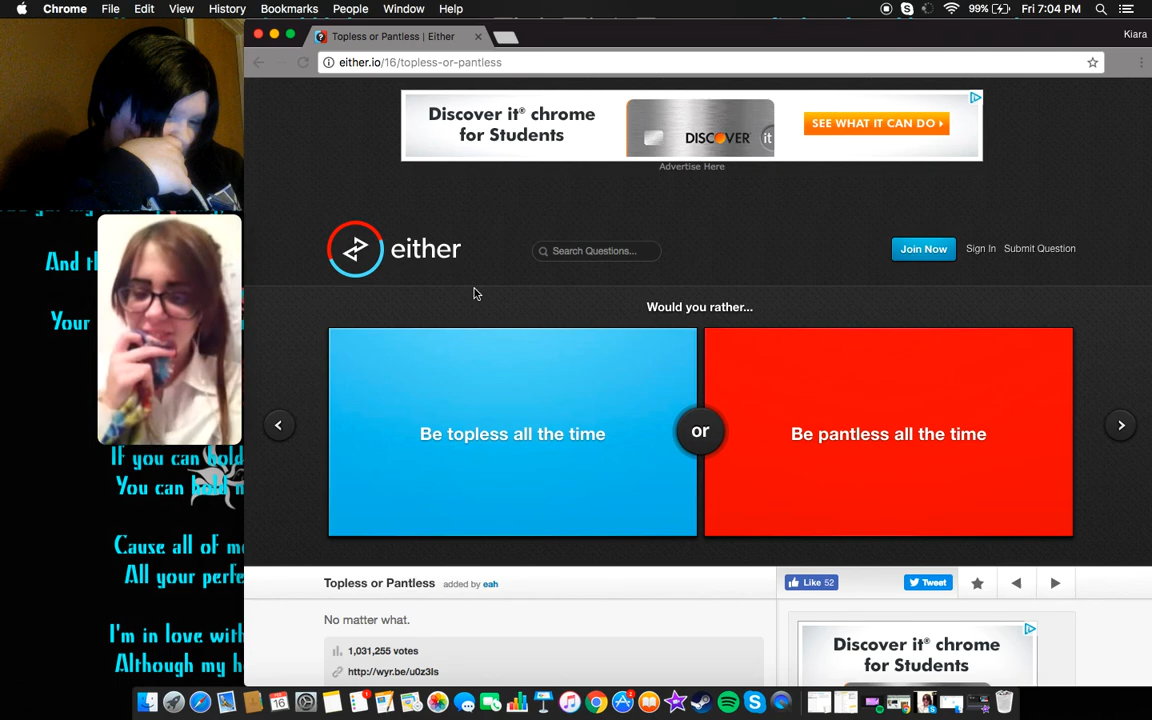 Chrome File Edit View History Bookmarks People Window Help 99% Fri 7:04 PM
Topless or Pantless | Either
Kiara
either.io/16/topless-or-pantless
Discover it® chrome
for Students
DISCOVER it
SEE WHAT IT CAN DO
Advertise Here
either
Search Questions...
Join Now Sign In Submit Question
Would you rather...
Be topless all the time
or
Be pantless all the time
And th
Your
If you can hold
You can hold m
Cause all of me
All your perfe
I'm in love with
Although my he
Topless or Pantless added by eah
Like 52
Tweet
No matter what.
1,031,255 votes
http://wyr.be/u0z3Is
Discover it® chrome
for Students